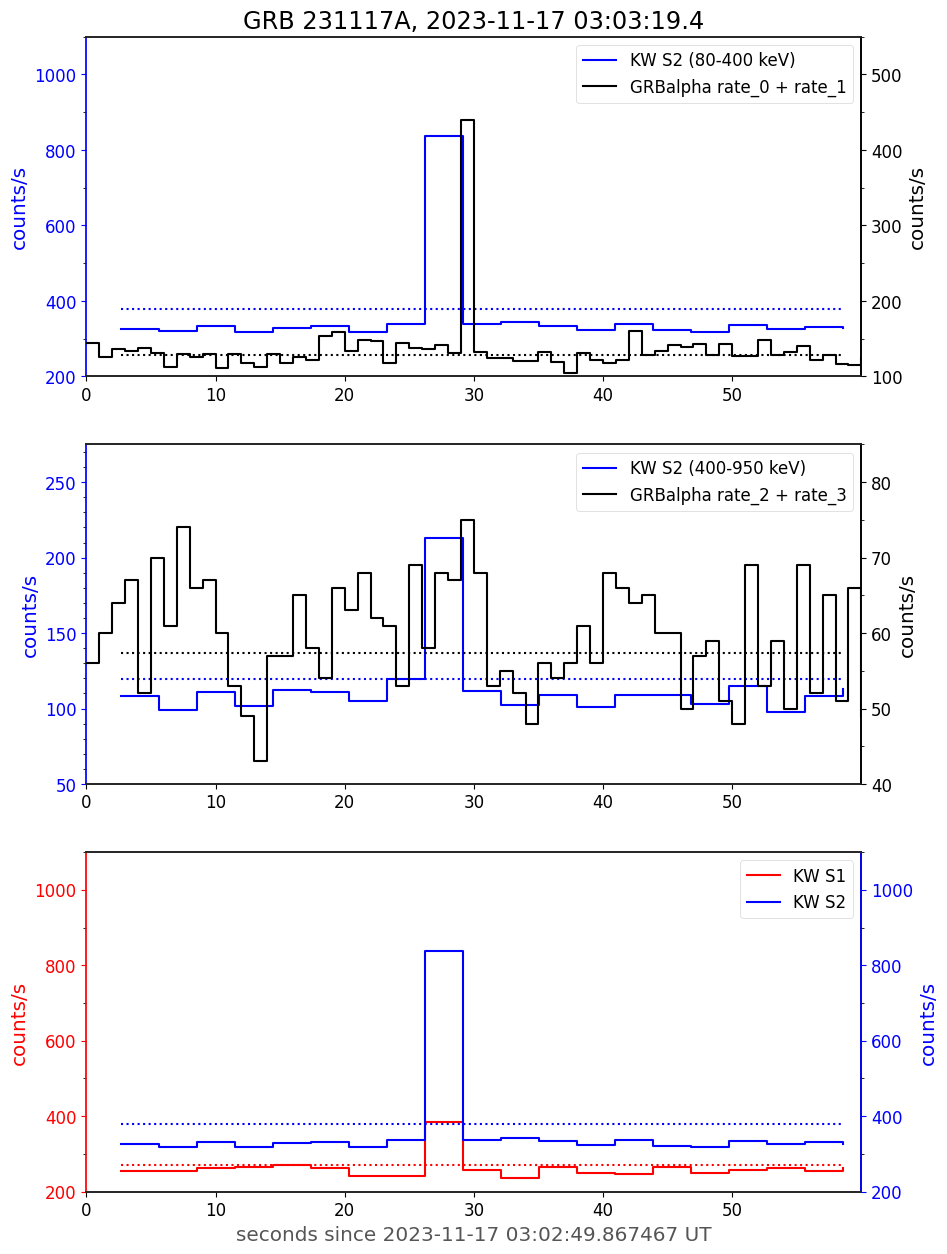 GRB 231117A, 2023-11-17 03:03:19.4
KW S2 (80-400 keV)
GRBalpha rate_0 + rate_1
counts/s
counts/s
1000
800
600
400
200
500
400
300
200
100
0 10 20 30 40 50
KW S2 (400-950 keV)
GRBalpha rate_2 + rate_3
counts/s
counts/s
250
200
150
100
50
80
70
60
50
40
0 10 20 30 40 50
KW S1
KW S2
counts/s
counts/s
1000
800
600
400
200
1000
800
600
400
200
0 10 20 30 40 50
seconds since 2023-11-17 03:02:49.867467 UT